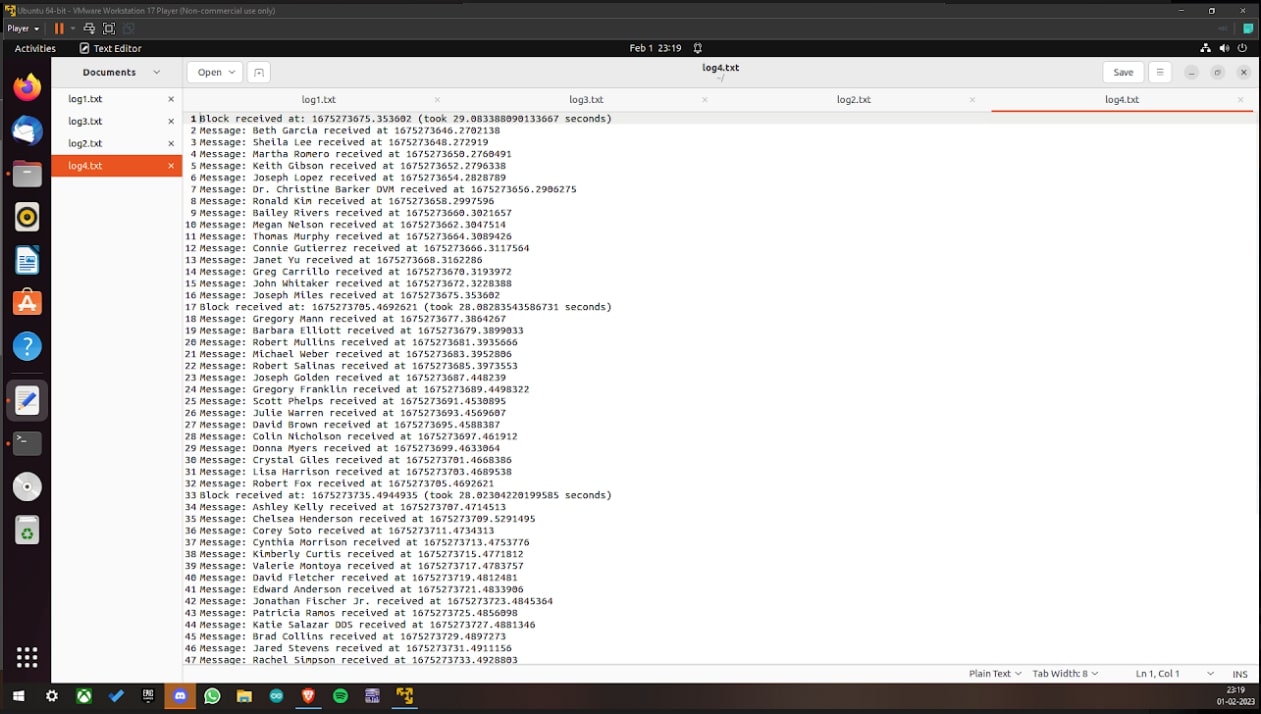 Ubuntu 64-bit - VMware Workstation 17 Player (Non-commercial use only)
Player
Activities Text Editor Feb 1 23:19
Documents Open log4.txt Save
~/
log1.txt log3.txt log2.txt log4.txt
log1.txt
log3.txt
log2.txt
log4.txt
1 Block received at: 1675273675.353602 (took 29.083388090133667 seconds)
2 Message: Beth Garcia received at 1675273646.2702138
3 Message: Sheila Lee received at 1675273648.272919
4 Message: Martha Romero received at 1675273650.2760491
5 Message: Keith Gibson received at 1675273652.2796338
6 Message: Joseph Lopez received at 1675273654.2828789
7 Message: Dr. Christine Barker DVM received at 1675273656.2906275
8 Message: Ronald Kim received at 1675273658.2997596
9 Message: Bailey Rivers received at 1675273660.3021657
10 Message: Megan Nelson received at 1675273662.3047514
11 Message: Thomas Murphy received at 1675273664.3089426
12 Message: Connie Gutierrez received at 1675273666.3117564
13 Message: Janet Yu received at 1675273668.3162286
14 Message: Greg Carrillo received at 1675273670.3193972
15 Message: John Whitaker received at 1675273672.3228388
16 Message: Joseph Miles received at 1675273675.353602
17 Block received at: 1675273705.4692621 (took 28.08283543586731 seconds)
18 Message: Gregory Mann received at 1675273677.3864267
19 Message: Barbara Elliott received at 1675273679.3899033
20 Message: Robert Mullins received at 1675273681.3935666
21 Message: Michael Weber received at 1675273683.3952806
22 Message: Robert Salinas received at 1675273685.3973553
23 Message: Joseph Golden received at 1675273687.448239
24 Message: Gregory Franklin received at 1675273689.4498322
25 Message: Scott Phelps received at 1675273691.4530895
26 Message: Julie Warren received at 1675273693.4569607
27 Message: David Brown received at 1675273695.4588387
28 Message: Colin Nicholson received at 1675273697.461912
29 Message: Donna Myers received at 1675273699.4633064
30 Message: Crystal Giles received at 1675273701.4668386
31 Message: Lisa Harrison received at 1675273703.4689538
32 Message: Robert Fox received at 1675273705.4692621
33 Block received at: 1675273735.4944935 (took 28.02304220199585 seconds)
34 Message: Ashley Kelly received at 1675273707.4714513
35 Message: Chelsea Henderson received at 1675273709.5291495
36 Message: Corey Soto received at 1675273711.4734313
37 Message: Cynthia Morrison received at 1675273713.4753776
38 Message: Kimberly Curtis received at 1675273715.4771812
39 Message: Valerie Montoya received at 1675273717.4783757
40 Message: David Fletcher received at 1675273719.4812481
41 Message: Edward Anderson received at 1675273721.4833906
42 Message: Jonathan Fischer Jr. received at 1675273723.4845364
43 Message: Patricia Ramos received at 1675273725.4856098
44 Message: Katie Salazar DDS received at 1675273727.4881346
45 Message: Brad Collins received at 1675273729.4897273
46 Message: Jared Stevens received at 1675273731.4911156
47 Message: Rachel Simpson received at 1675273733.4928803
Plain Text Tab Width: 8 Ln 1, Col 1 INS
23:19
01-02-2023